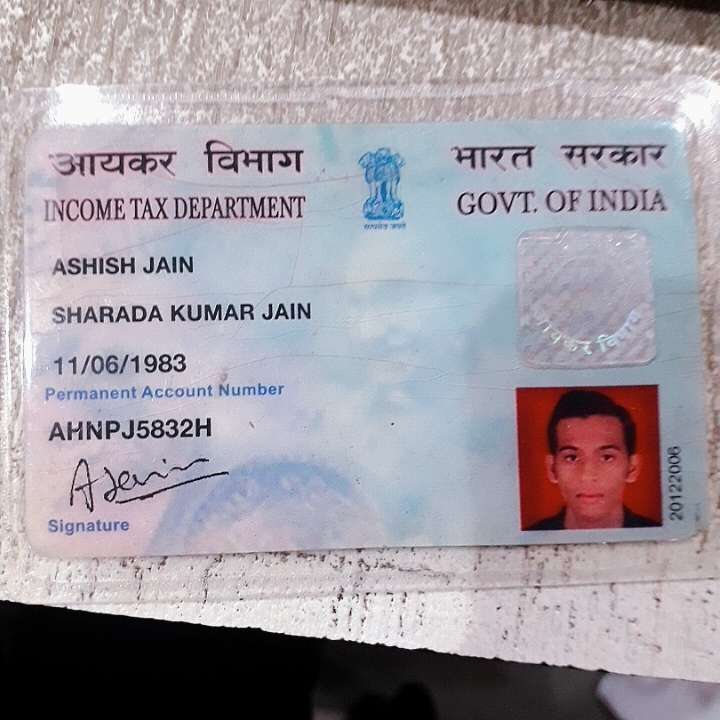 आयकर विभाग
INCOME TAX DEPARTMENT
सत्यमेव जयते
भारत सरकार
GOVT. OF INDIA
ASHISH JAIN
SHARADA KUMAR JAIN
11/06/1983
Permanent Account Number
AHNPJ5832H
AJain
Signature
आयकर विभाग
20122006